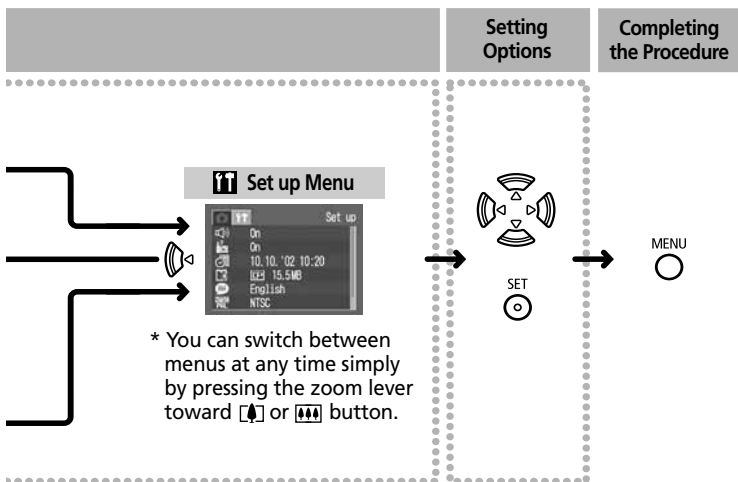 Setting
Options
Completing
the Procedure
Set up Menu
Set up
On
On
10.10.'02 10:20
15.5MB
English
NTSC
* You can switch between
menus at any time simply
by pressing the zoom lever
toward or button.
SET
MENU